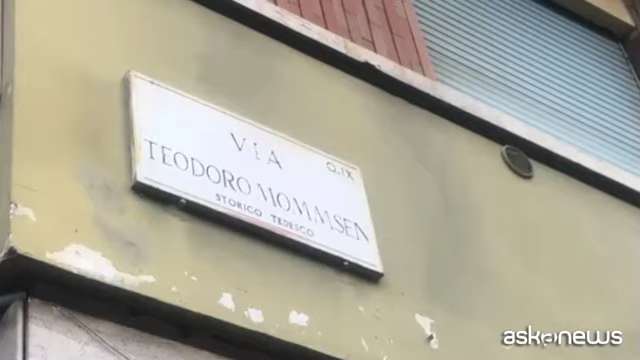 VIA
Q.IX
TEODORO MOMMSEN
STORICO TEDESCO
askanews